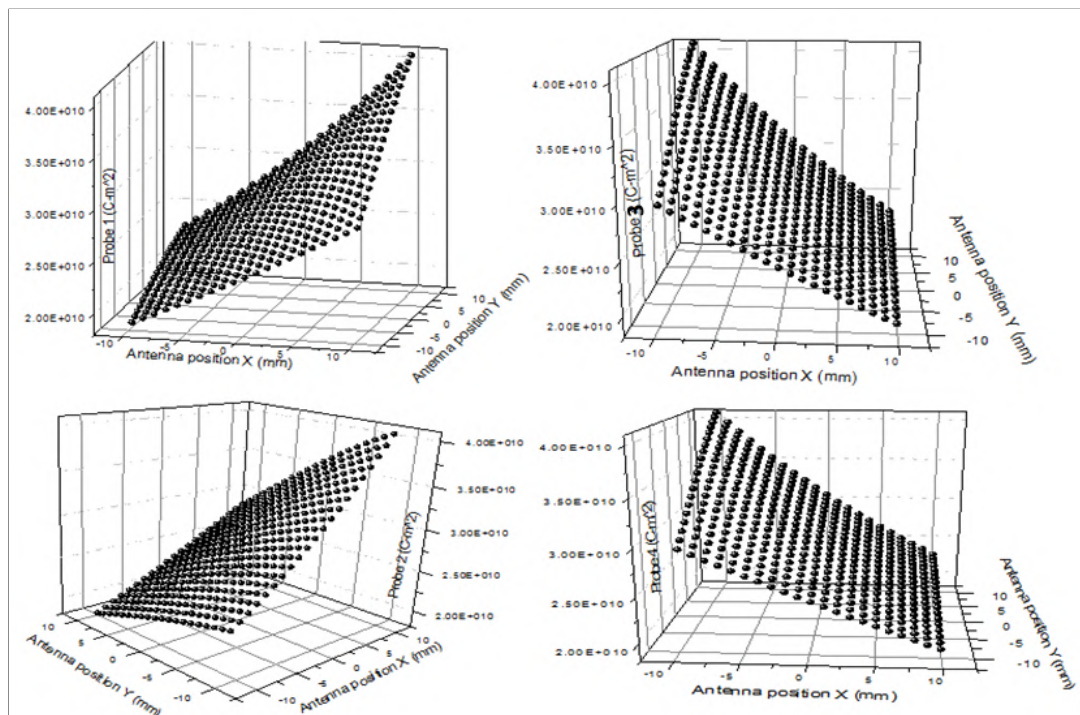 4.00E+010
3.50E+010
3.00E+010
2.50E+010
2.00E+010
Probe 1 (C-m^2)
-10
-5
0
5
10
Antenna position X (mm)
10
5
0
-5
-10
Antenna position Y (mm)
4.00E+010
3.50E+010
3.00E+010
2.50E+010
2.00E+010
Probe 3 (C-m^2)
-10
-5
0
5
10
Antenna position X (mm)
10
5
0
-5
-10
Antenna position Y (mm)
4.00E+010
3.50E+010
3.00E+010
2.50E+010
2.00E+010
Probe 2 (C-m^2)
10
5
0
-5
-10
Antenna position Y (mm)
10
5
0
-5
-10
Antenna position X (mm)
4.00E+010
3.50E+010
3.00E+010
2.50E+010
2.00E+010
Probe 4 (C-m^2)
-10
-5
0
5
10
Antenna position X (mm)
10
5
0
-5
-10
Antenna position Y (mm)